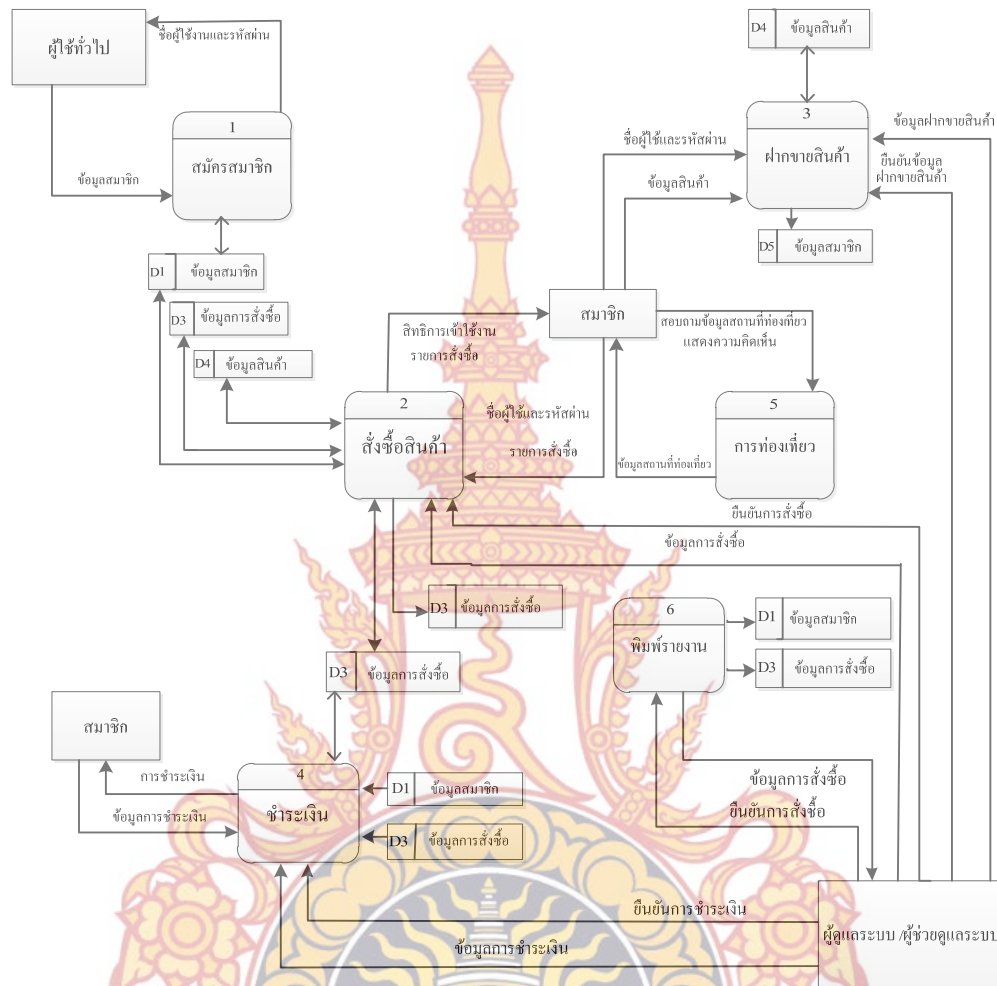 ผู้ใช้ทั่วไป
ชื่อผู้ใช้งานและรหัสผ่าน
1
สมัครสมาชิก
ข้อมูลสมาชิก
D1 ข้อมูลสมาชิก
D3 ข้อมูลการสั่งซื้อ
D4 ข้อมูลสินค้า
D4 ข้อมูลสินค้า
3
ฝากขายสินค้า
ชื่อผู้ใช้และรหัสผ่าน
ข้อมูลสินค้า
ข้อมูลฝากขายสินค้า
ยืนยันข้อมูล
ฝากขายสินค้า
D5 ข้อมูลสมาชิก
สมาชิก
สิทธิการเข้าใช้งาน
รายการสั่งซื้อ
สอบถามข้อมูลสถานที่ท่องเที่ยว
แสดงความคิดเห็น
2
สั่งซื้อสินค้า
ชื่อผู้ใช้และรหัสผ่าน
รายการสั่งซื้อ
5
การท่องเที่ยว
ข้อมูลสถานที่ท่องเที่ยว
ยืนยันการสั่งซื้อ
ข้อมูลการสั่งซื้อ
D3 ข้อมูลการสั่งซื้อ
D3 ข้อมูลการสั่งซื้อ
6
พิมพ์รายงาน
D1 ข้อมูลสมาชิก
D3 ข้อมูลการสั่งซื้อ
สมาชิก
การชำระเงิน
ข้อมูลการชำระเงิน
4
ชำระเงิน
D1 ข้อมูลสมาชิก
D3 ข้อมูลการสั่งซื้อ
ข้อมูลการสั่งซื้อ
ยืนยันการสั่งซื้อ
ยืนยันการชำระเงิน
ข้อมูลการชำระเงิน
ผู้ดูแลระบบ /ผู้ช่วยดูแลระบบ